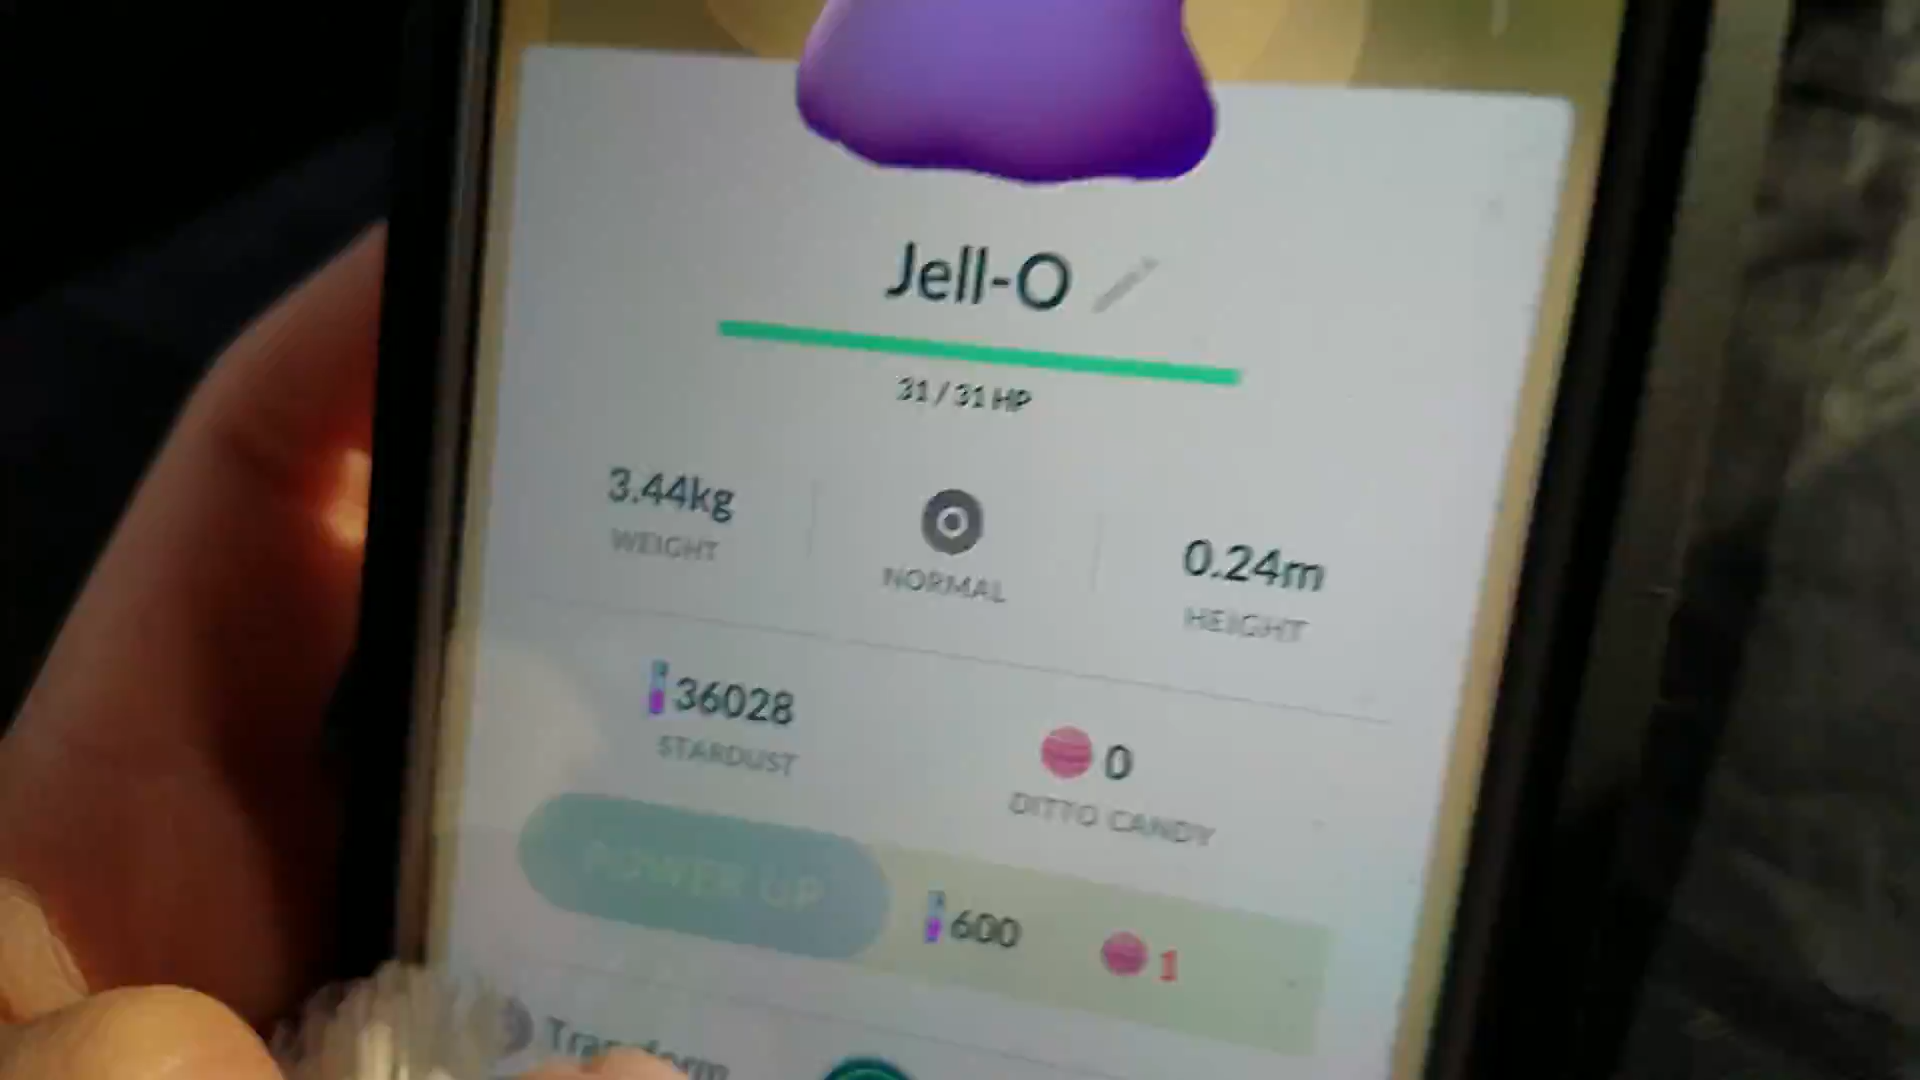 Jell-O
31 / 31 HP
3.44kg
WEIGHT
NORMAL
0.24m
HEIGHT
36028
STARDUST
0
DITTO CANDY
POWER UP
600
1
Transform